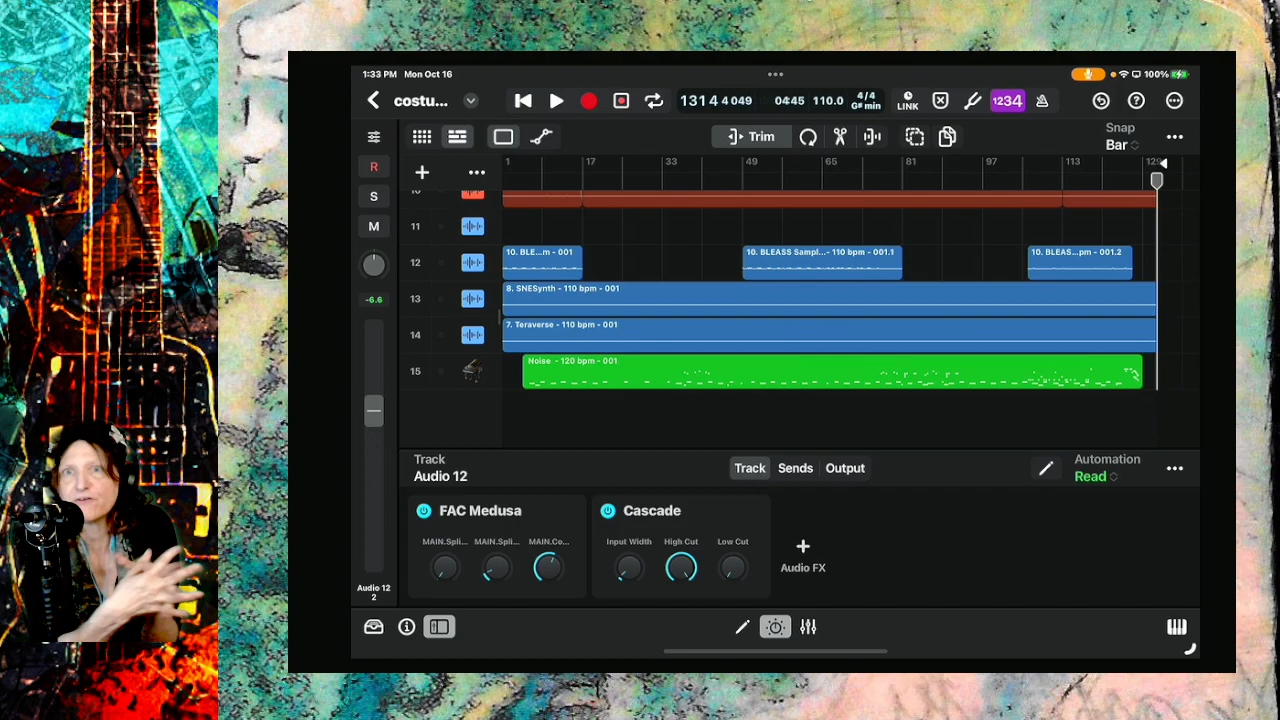 1:33 PM Mon Oct 16
100%
costu...
1 3 1 4 4 049
04:45
110.0
4/4
G# min
LINK
1234
Trim
Snap
Bar
1 17 33 49 65 81 97 113 129
11
12
10. BLE...m - 001
10. BLEASS Sampl...- 110 bpm - 001.1
10. BLEAS...pm - 001.2
13
8. SNESynth - 110 bpm - 001
14
7. Teraverse - 110 bpm - 001
15
Noise - 120 bpm - 001
R
S
M
-6.6
Audio 12
2
Track
Audio 12
Track Sends Output
Automation
Read
FAC Medusa
MAIN.Spli... MAIN.Spli... MAIN.Co...
Cascade
Input Width High Cut Low Cut
Audio FX